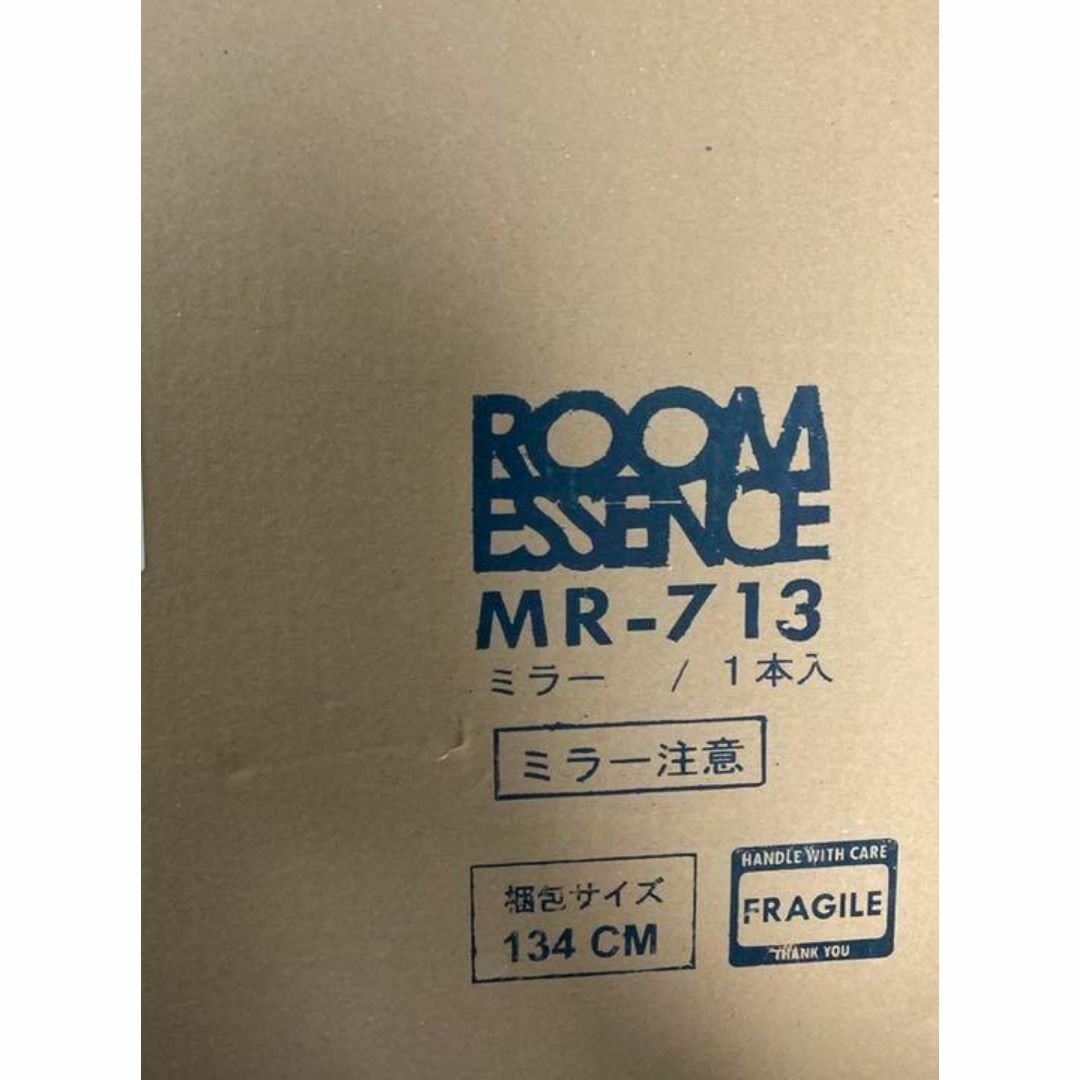 ROOM
ESSENCE
MR-713
ミラー / 1本入
ミラー注意
梱包サイズ
134 CM
HANDLE WITH CARE
FRAGILE
THANK YOU